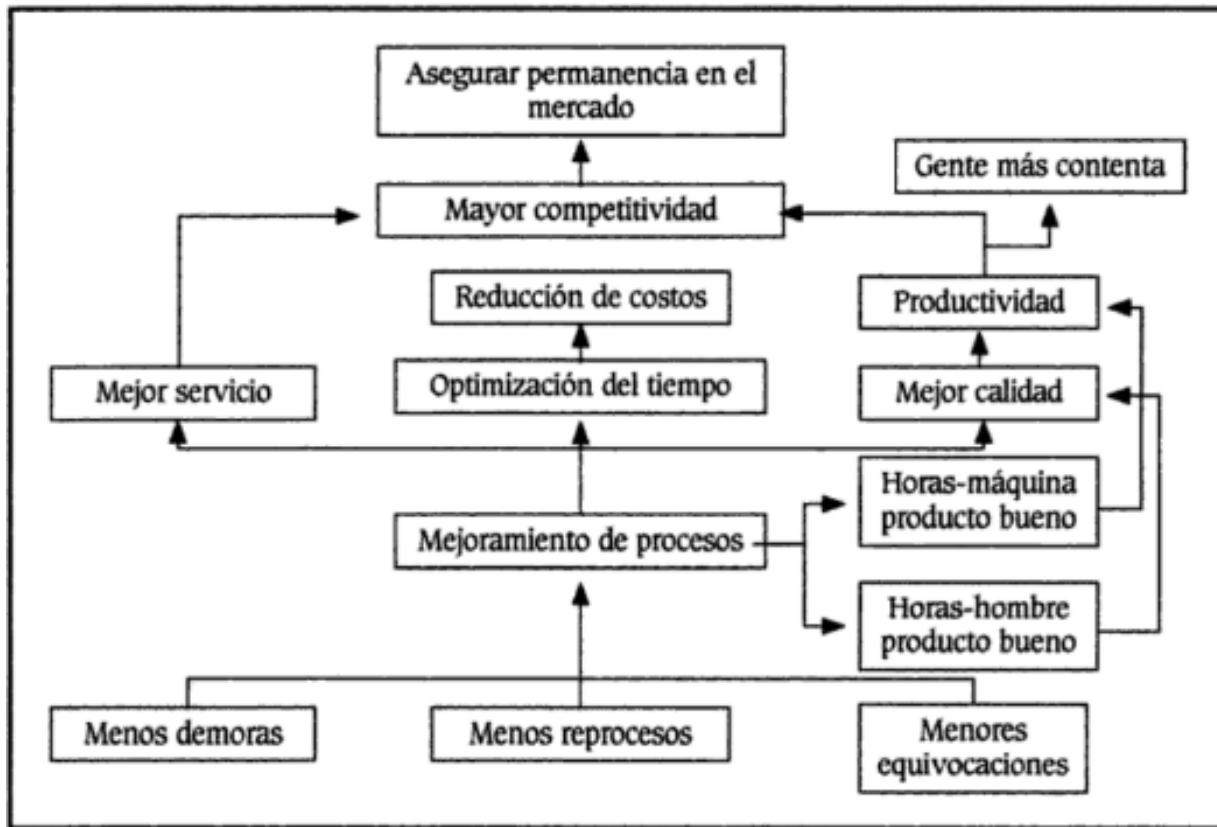 Asegurar permanencia en el
mercado
Gente más contenta
Mayor competitividad
Reducción de costos
Productividad
Mejor servicio
Optimización del tiempo
Mejor calidad
Horas-máquina
producto bueno
Mejoramiento de procesos
Horas-hombre
producto bueno
Menos demoras
Menos reprocesos
Menores
equivocaciones